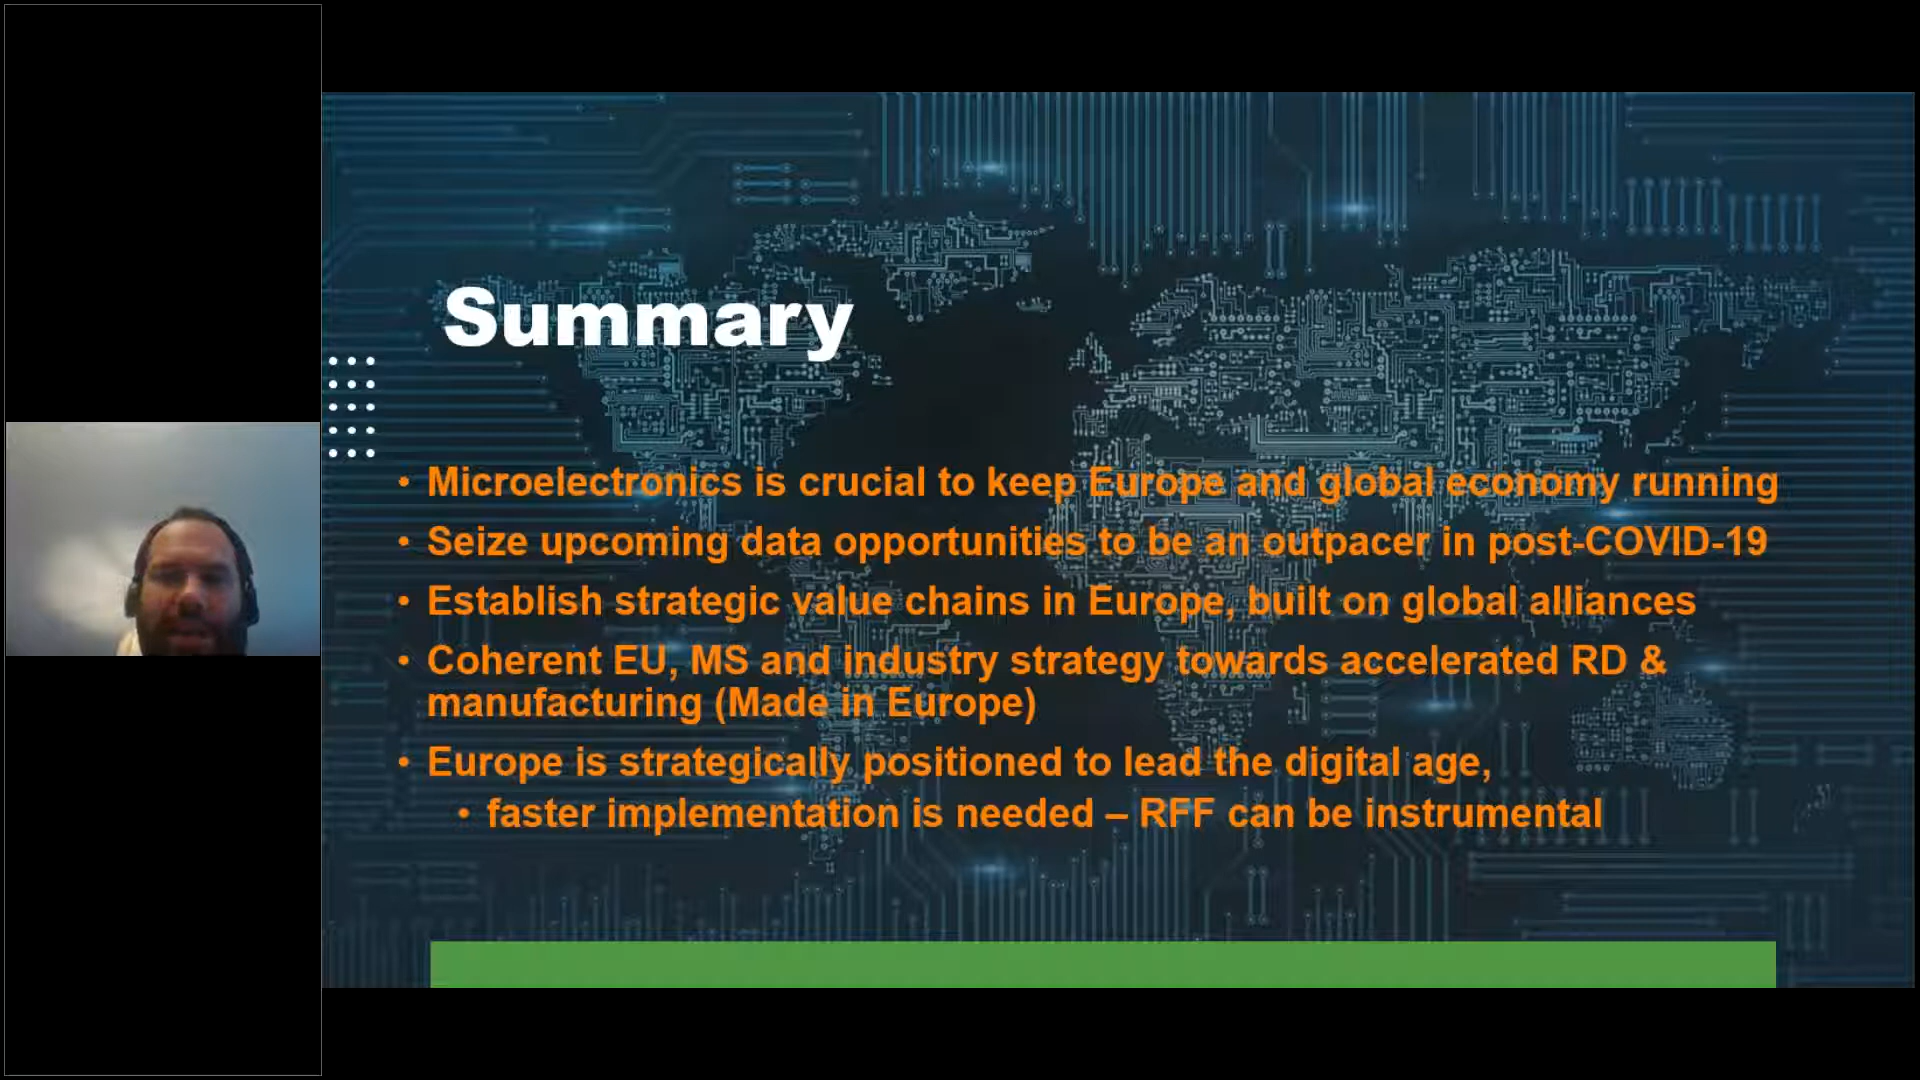 Summary
• Microelectronics is crucial to keep Europe and global economy running
• Seize upcoming data opportunities to be an outpacer in post-COVID-19
• Establish strategic value chains in Europe, built on global alliances
• Coherent EU, MS and industry strategy towards accelerated RD &
manufacturing (Made in Europe)
• Europe is strategically positioned to lead the digital age,
• faster implementation is needed – RFF can be instrumental